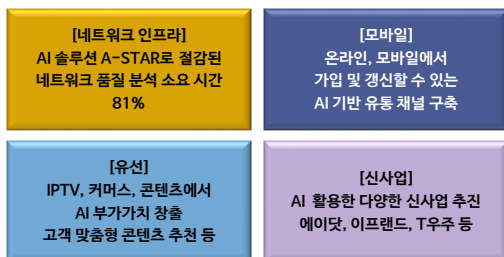 [네트워크 인프라]
AI 솔루션 A-STAR로 절감된
네트워크 품질 분석 소요 시간
81%
[모바일]
온라인, 모바일에서
가입 및 갱신할 수 있는
AI 기반 유통 채널 구축
[유선]
IPTV, 커머스, 콘텐츠에서
AI 부가가치 창출
고객 맞춤형 콘텐츠 추천 등
[신사업]
AI 활용한 다양한 신사업 추진
에이닷, 이프랜드, T우주 등